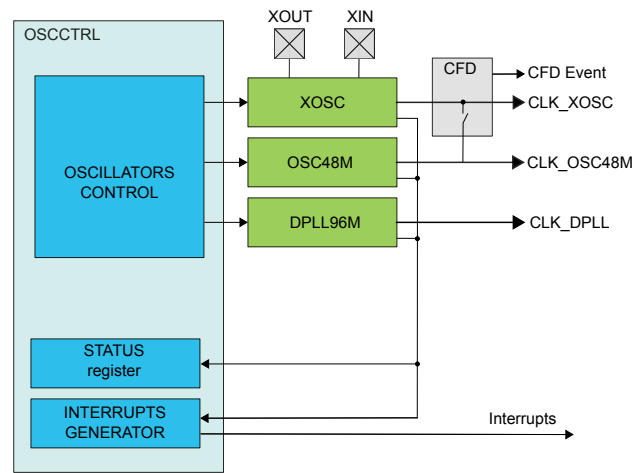 XOUT
XIN
OSCCTRL
CFD
CFD Event
XOSC
CLK_XOSC
OSCILLATORS
CONTROL
OSC48M
CLK_OSC48M
DPLL96M
CLK_DPLL
STATUS
register
INTERRUPTS
GENERATOR
Interrupts